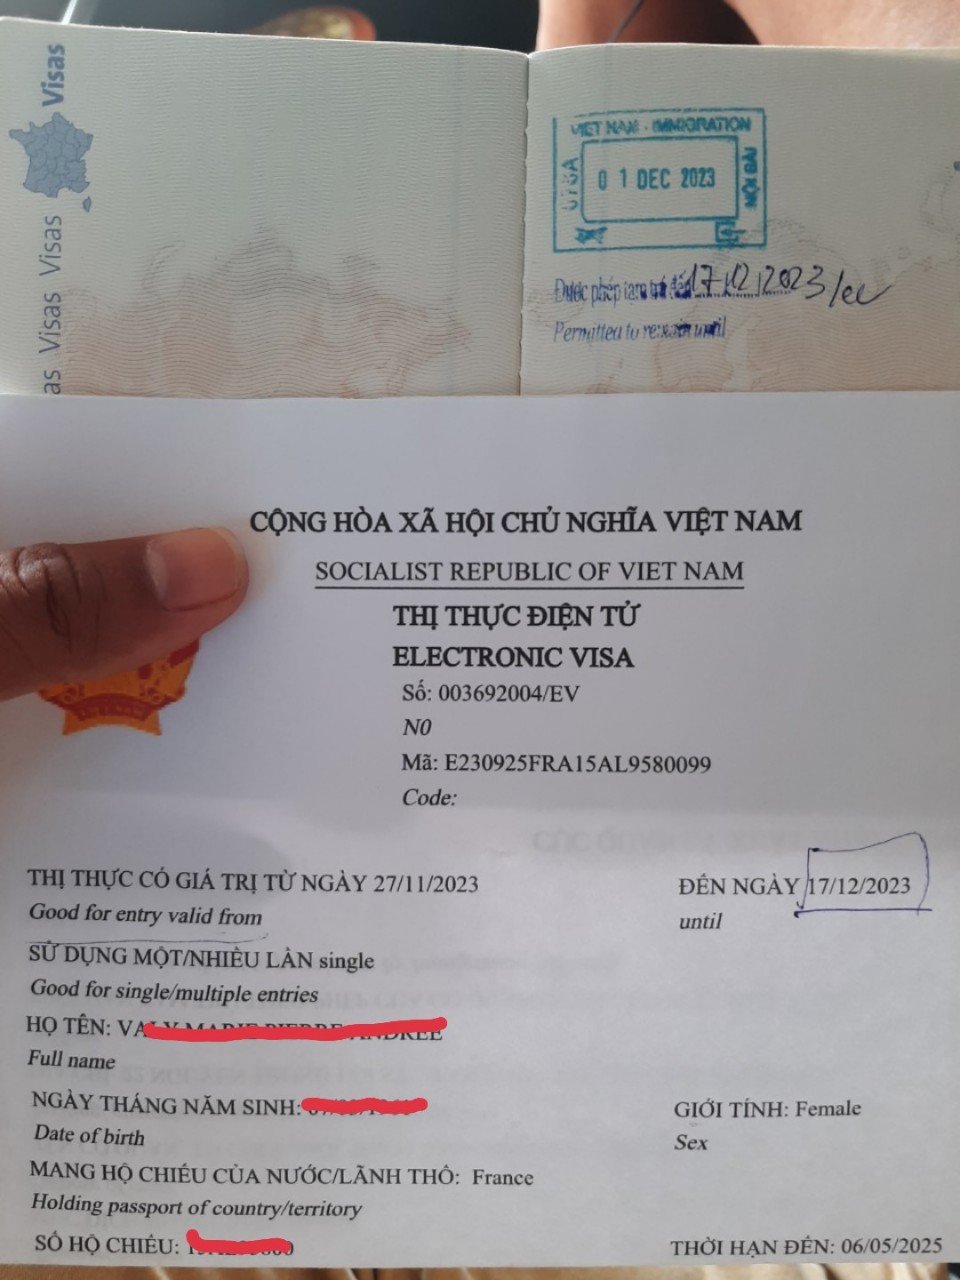 Visas
Visas
Visas
as
VIET NAM - IMMIGRATION
01 DEC 2023
NỘI BÀI
Được phép tạm trú đến 17/12/2023
Permitted to remain until
CỘNG HÒA XÃ HỘI CHỦ NGHĨA VIỆT NAM
SOCIALIST REPUBLIC OF VIET NAM
THỊ THỰC ĐIỆN TỬ
ELECTRONIC VISA
Số: 003692004/EV
N0
Mã: E230925FRA15AL9580099
Code:
THỊ THỰC CÓ GIÁ TRỊ TỪ NGÀY 27/11/2023 ĐẾN NGÀY 17/12/2023
Good for entry valid from until
SỬ DỤNG MỘT/NHIỀU LẦN single
Good for single/multiple entries
HỌ TÊN:
Full name
NGÀY THÁNG NĂM SINH: GIỚI TÍNH: Female
Date of birth Sex
MANG HỘ CHIẾU CỦA NƯỚC/LÃNH THỔ: France
Holding passport of country/territory
SỐ HỘ CHIẾU: THỜI HẠN ĐẾN: 06/05/2025